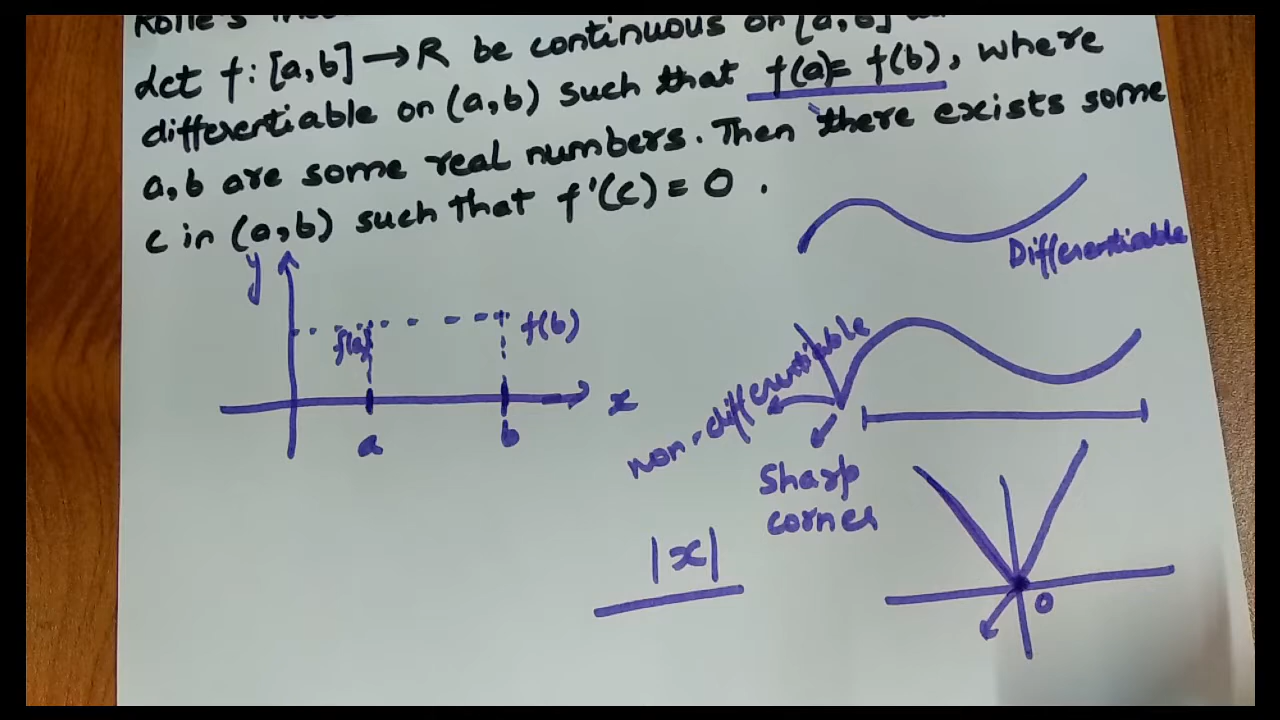 Rolle's
Let f: [a,b] → R be continuous on [a,b]
differentiable on (a,b) such that f(a) = f(b), where
a,b are some real numbers. Then there exists some
c in (a,b) such that f'(c) = 0 .
Differentiable
y
f(a)
f(b)
x
a
b
non-differentiable
Sharp
corner
|x|
0